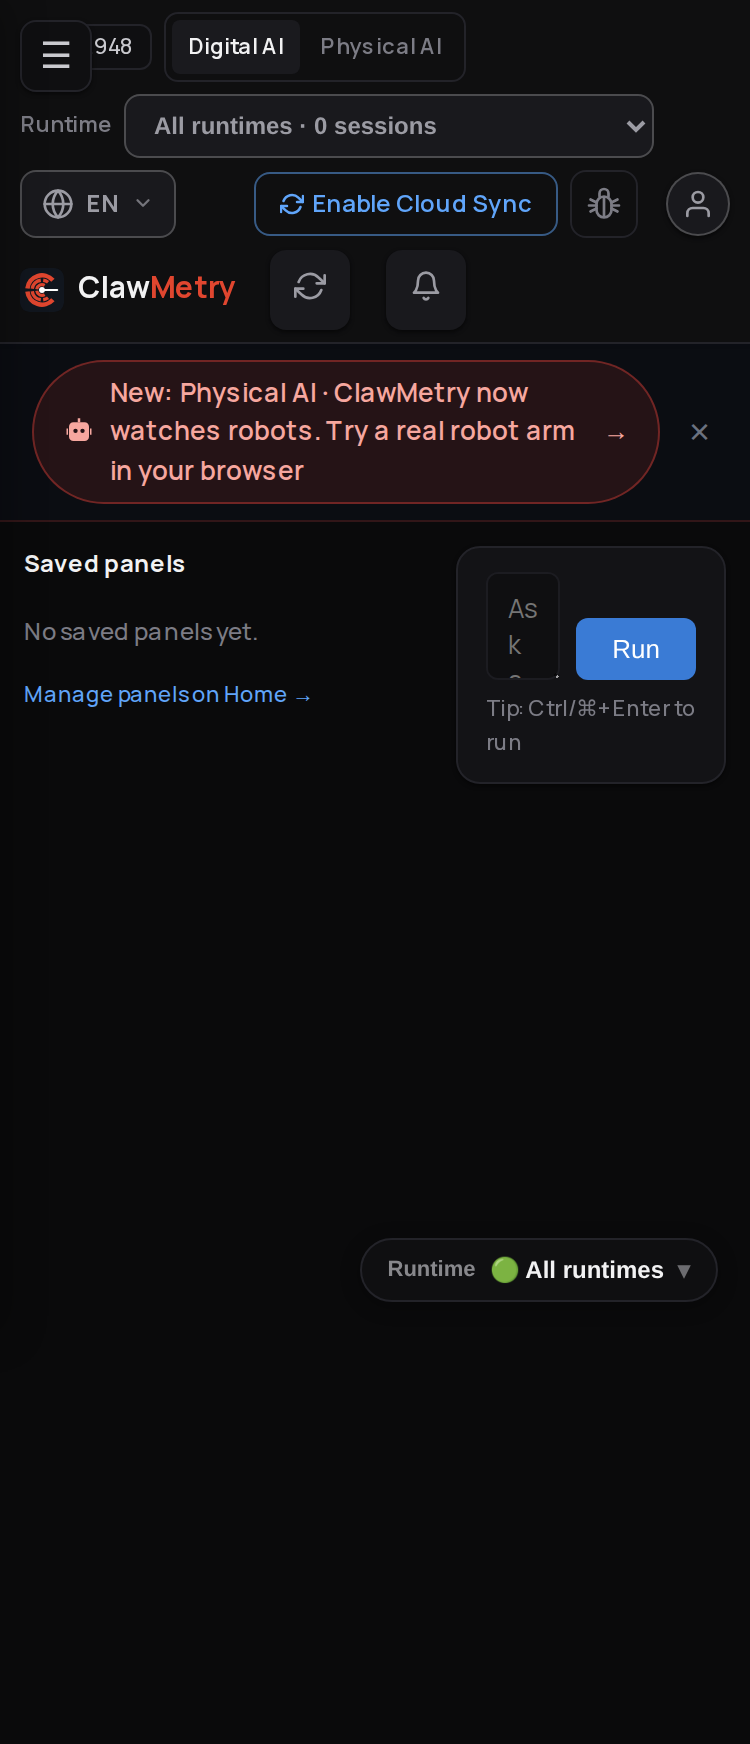 948
Digital AI
Physical AI
Runtime
All runtimes · 0 sessions
EN
Enable Cloud Sync
ClawMetry
New: Physical AI · ClawMetry now
watches robots. Try a real robot arm →
in your browser
Saved panels
No saved panels yet.
Manage panels on Home →
As
k
Run
Tip: Ctrl/⌘+Enter to
run
Runtime All runtimes